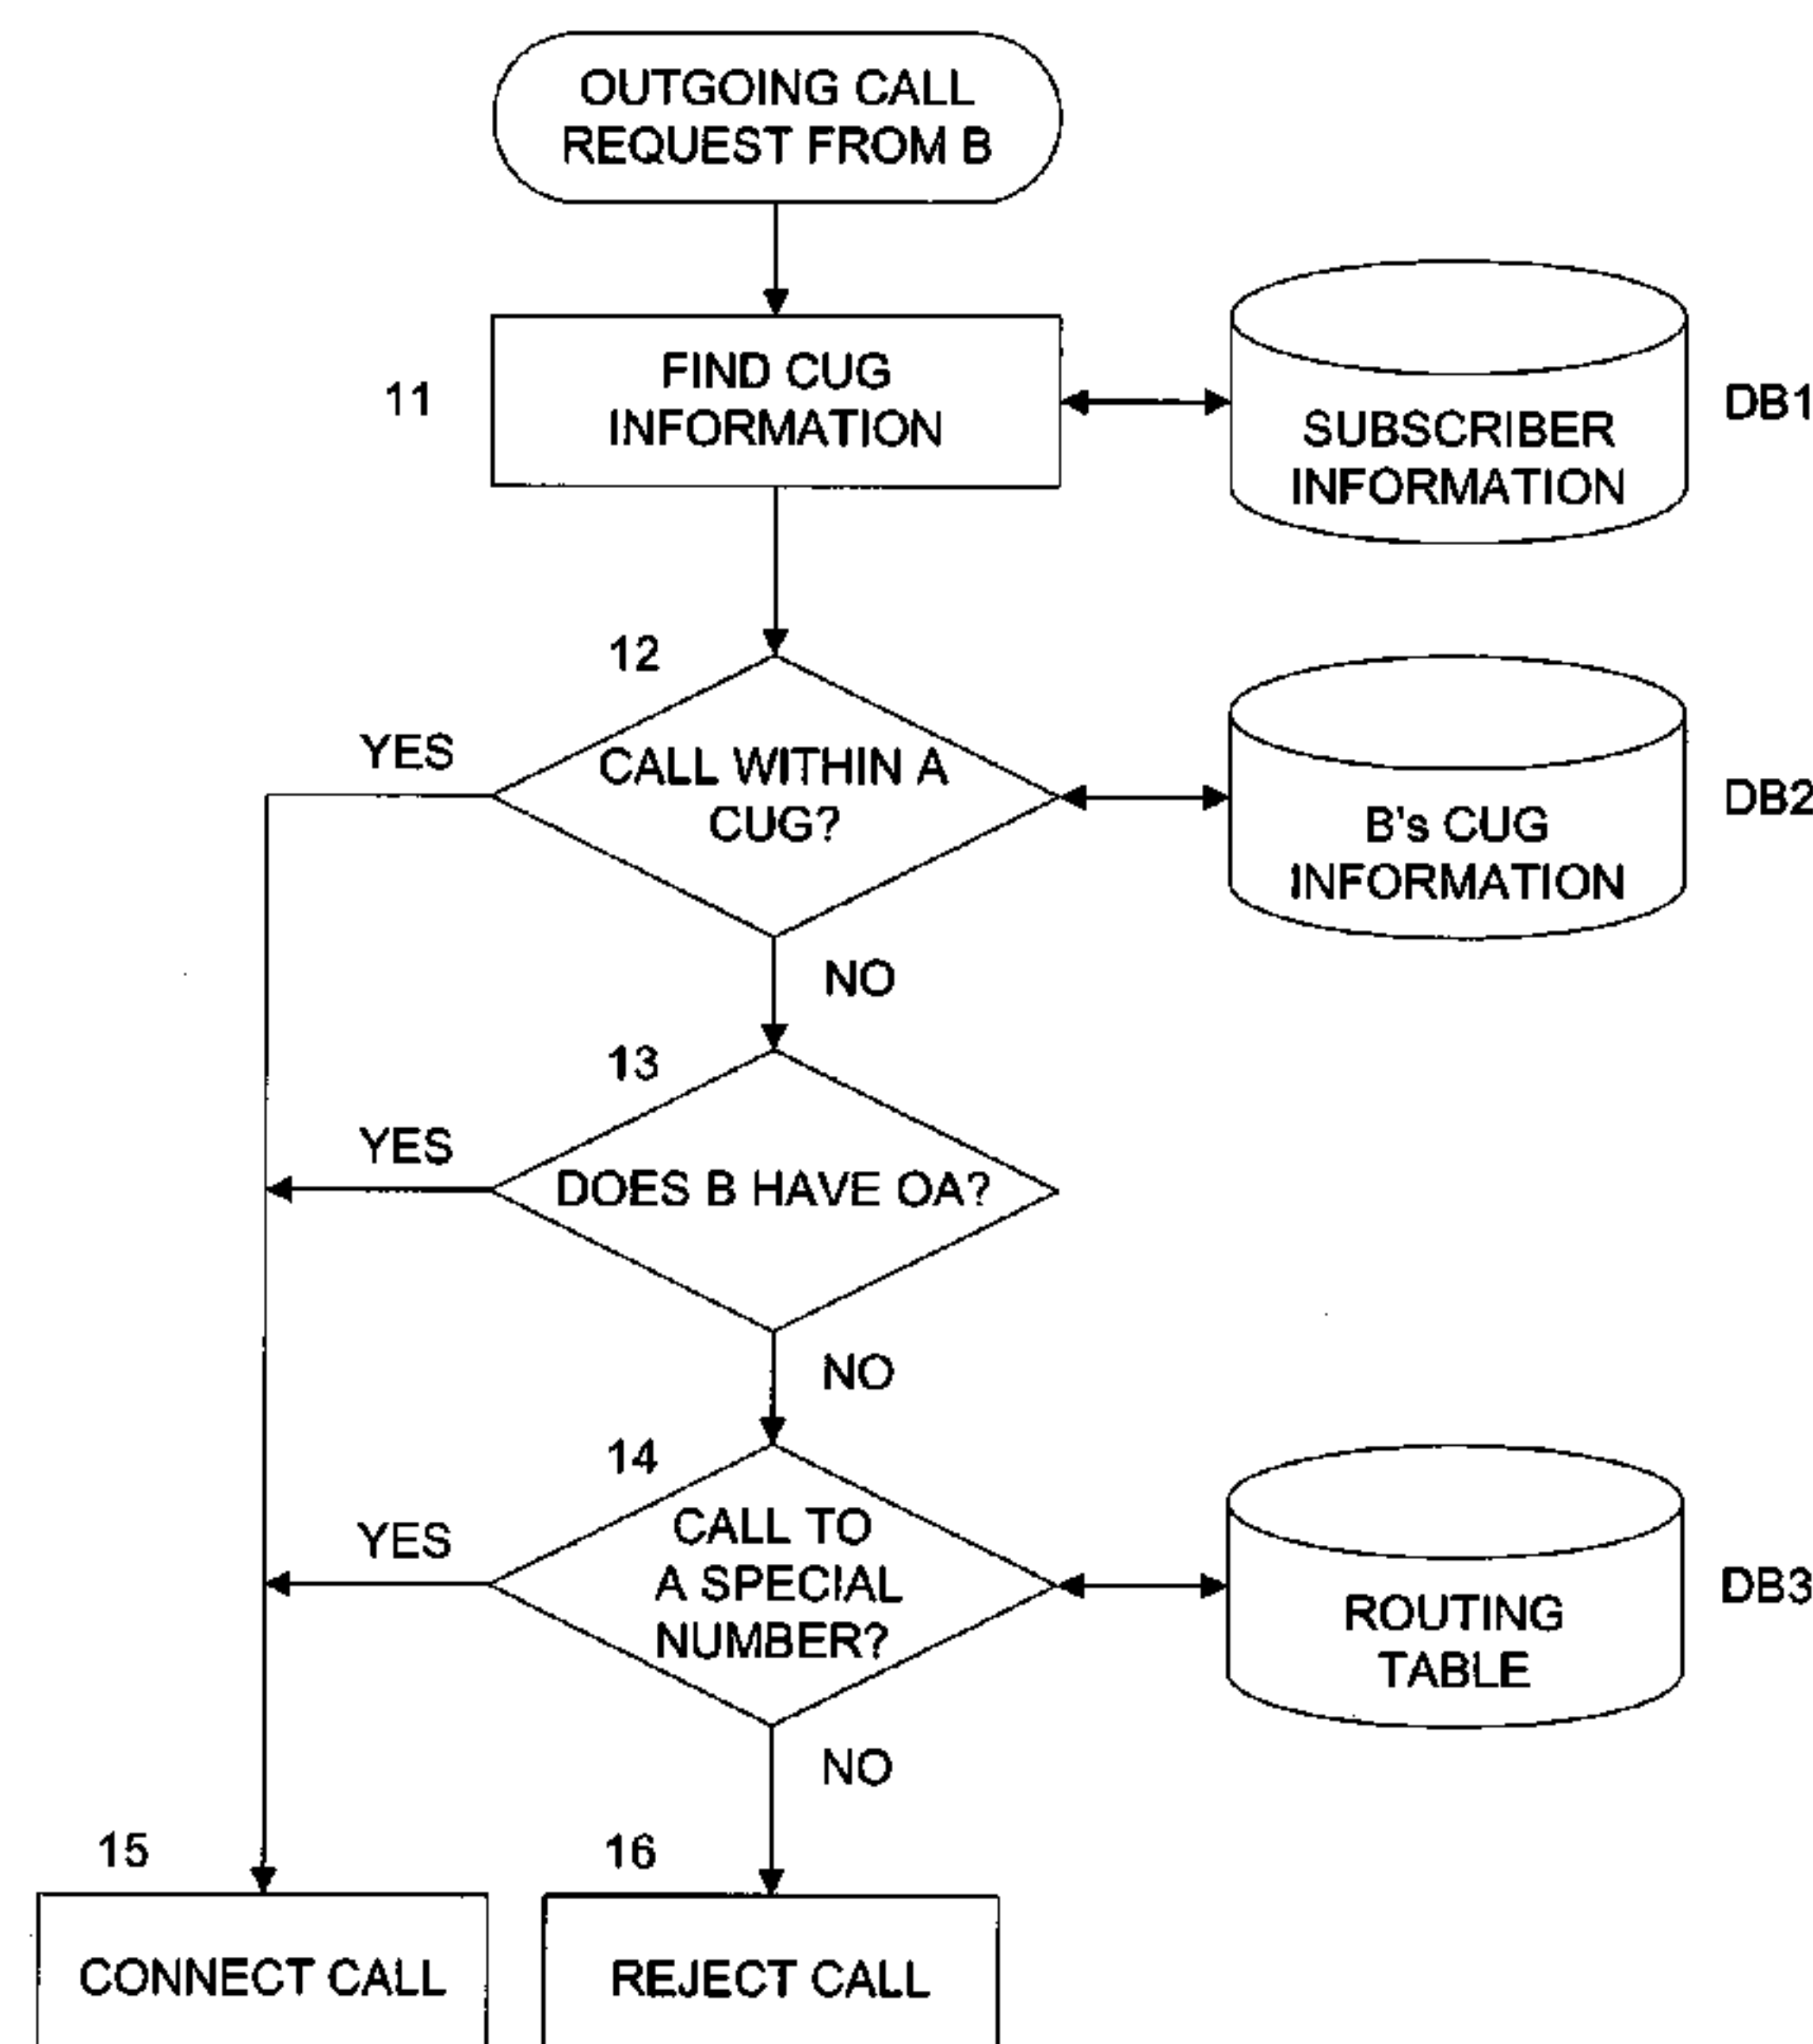 OUTGOING CALL
REQUEST FROM B
11
FIND CUG
INFORMATION
SUBSCRIBER
INFORMATION
DB1
12
YES
CALL WITHIN A
CUG?
B's CUG
INFORMATION
DB2
NO
13
YES
DOES B HAVE OA?
NO
14
YES
CALL TO
A SPECIAL
NUMBER?
ROUTING
TABLE
DB3
NO
15
16
CONNECT CALL
REJECT CALL